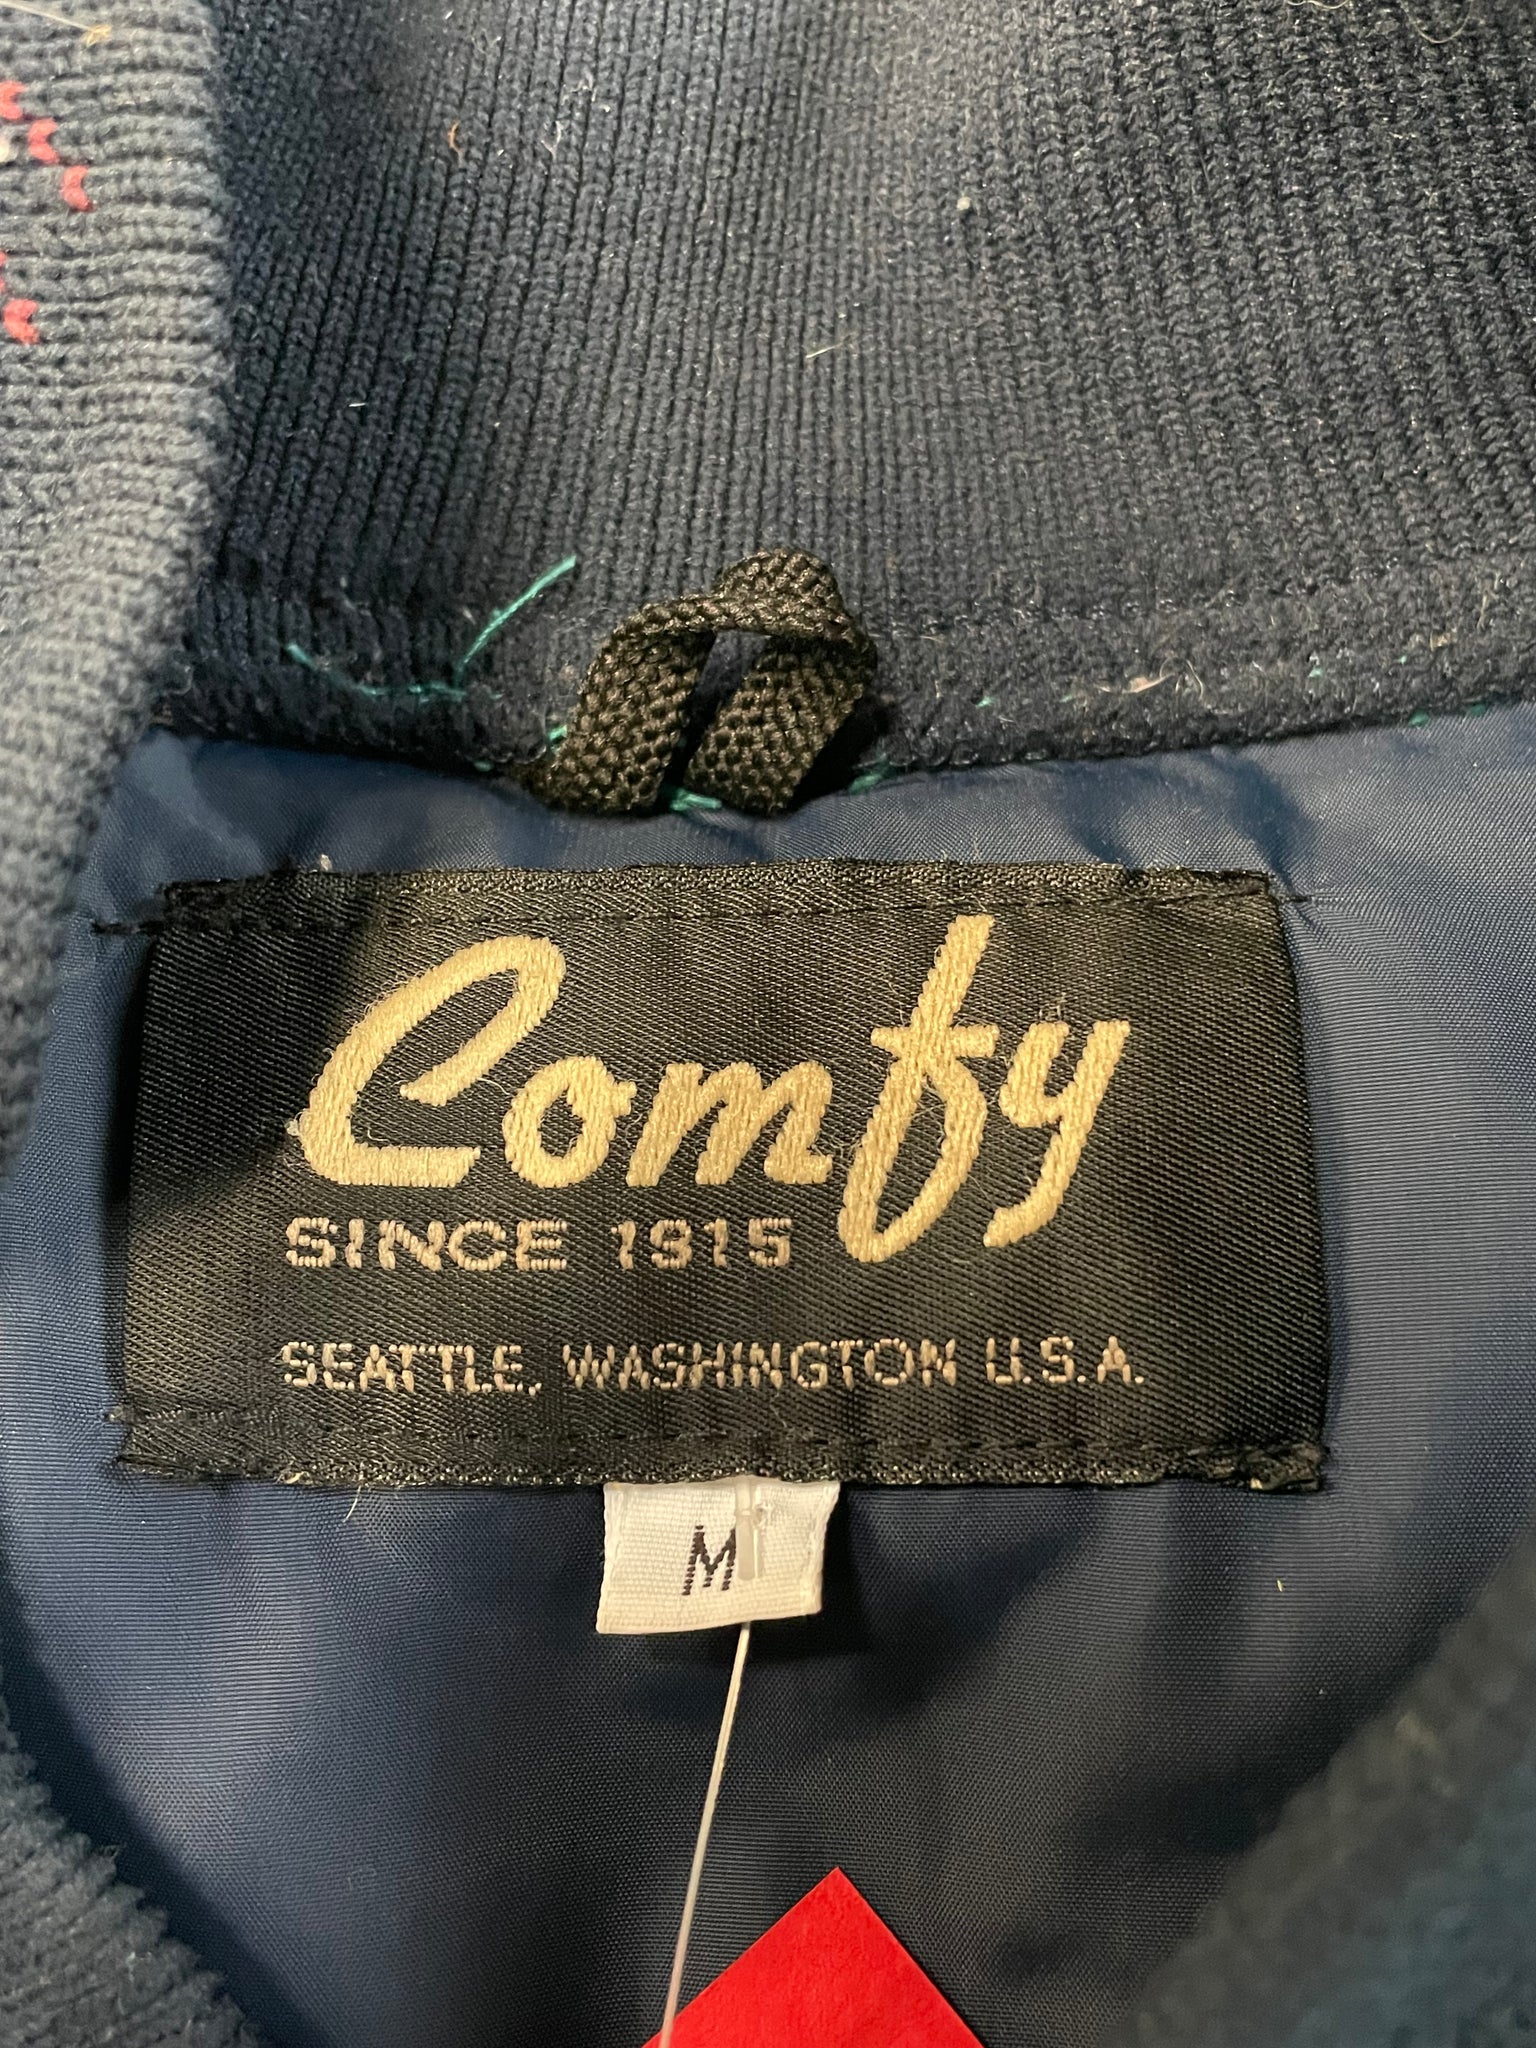 Comfy
SINCE 1915
SEATTLE, WASHINGTON U.S.A.
M